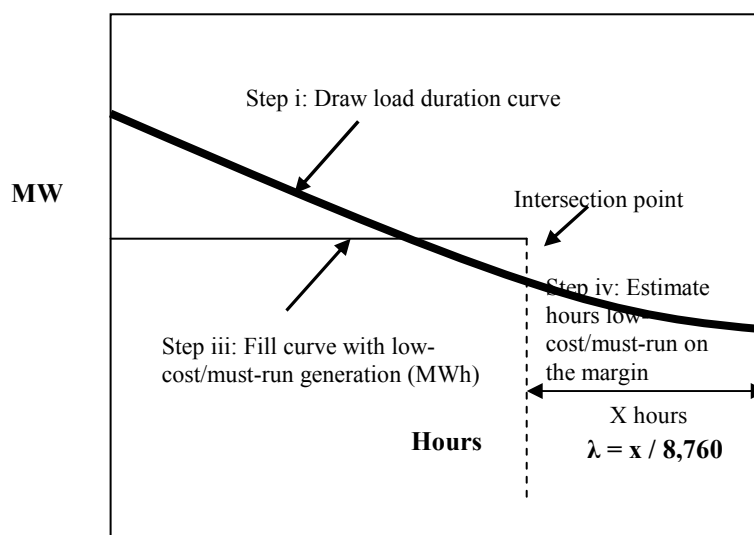 Step i: Draw load duration curve
MW
Intersection point
Step iv: Estimate
hours low-
cost/must-run on
the margin
Step iii: Fill curve with low-
cost/must-run generation (MWh)
X hours
Hours
λ = x / 8,760